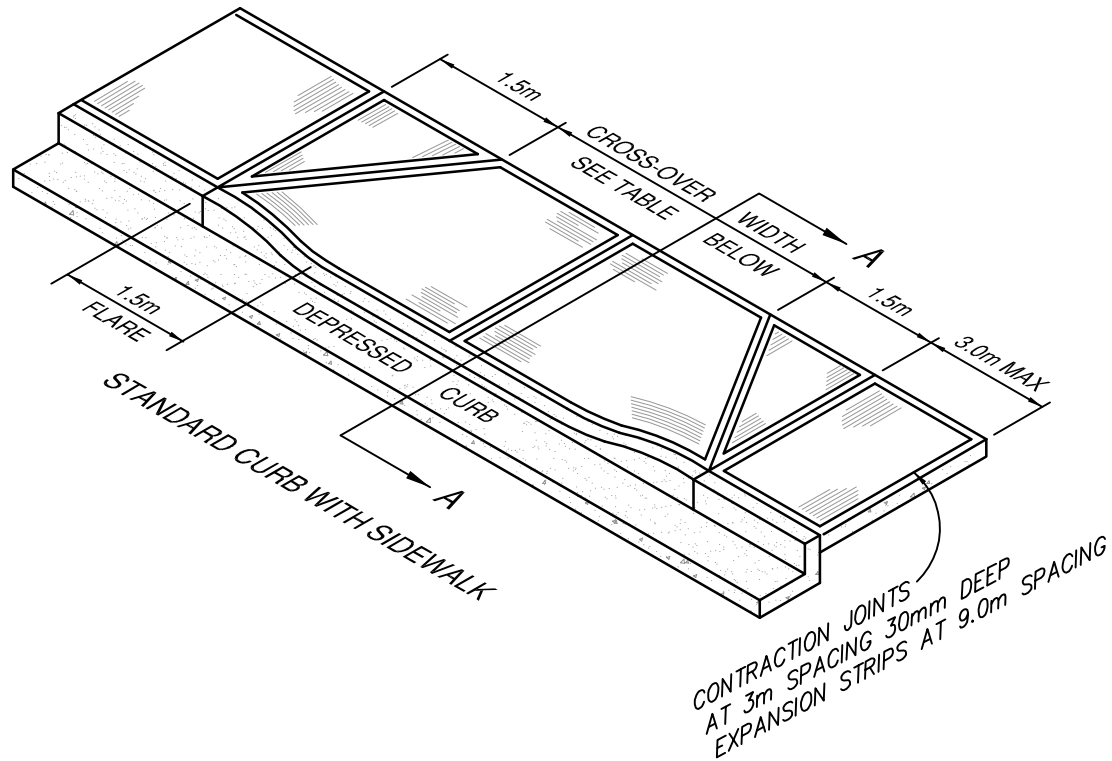 1.5m
CROSS-OVER WIDTH
SEE TABLE BELOW
A
1.5m
3.0m MAX
1.5m
FLARE
DEPRESSED CURB
A
STANDARD CURB WITH SIDEWALK
CONTRACTION JOINTS
AT 3m SPACING 30mm DEEP
EXPANSION STRIPS AT 9.0m SPACING